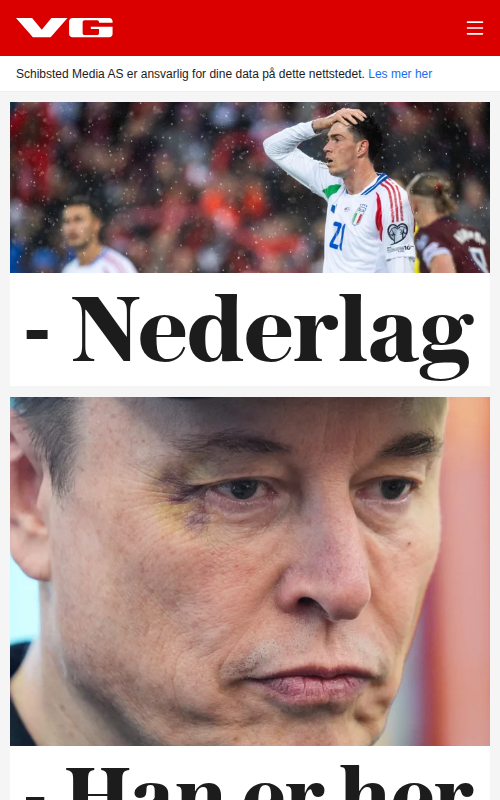 VG
Schibsted Media AS er ansvarlig for dine data på dette nettstedet. Les mer
21
- Nederlag
- Han er her